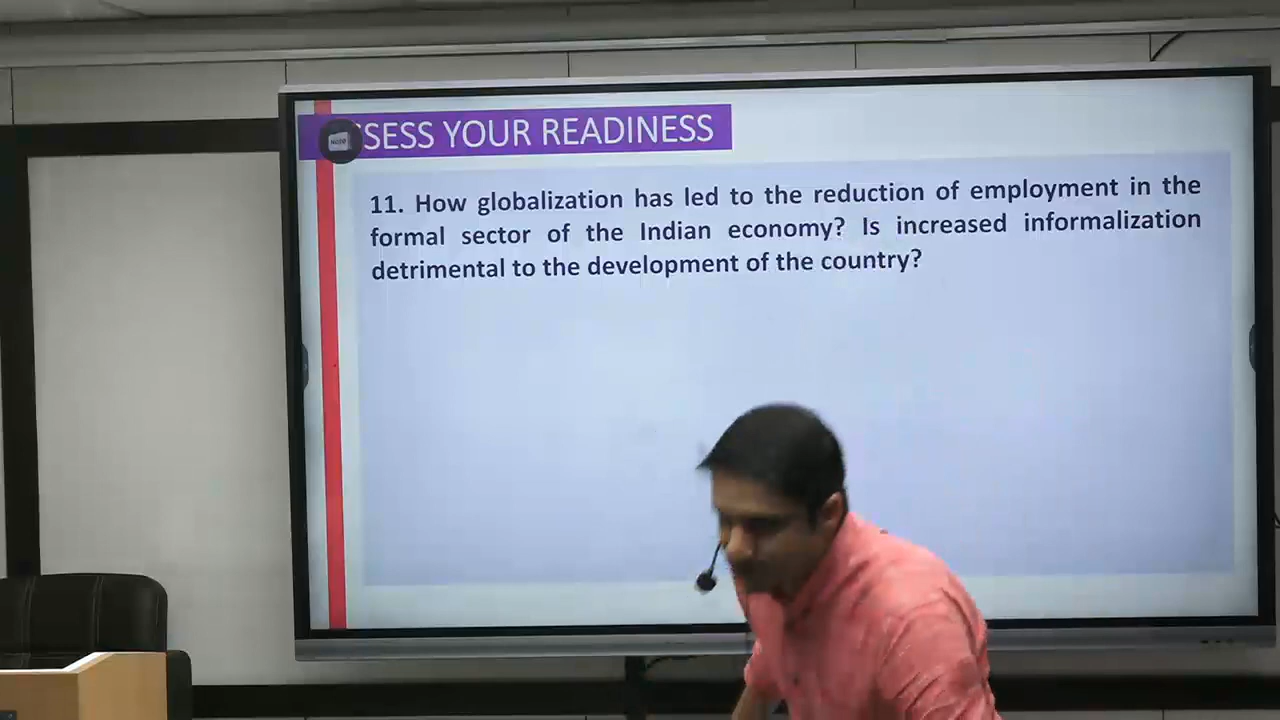 SESS YOUR READINESS
11. How globalization has led to the reduction of employment in the
formal sector of the Indian economy? Is increased informalization
detrimental to the development of the country?